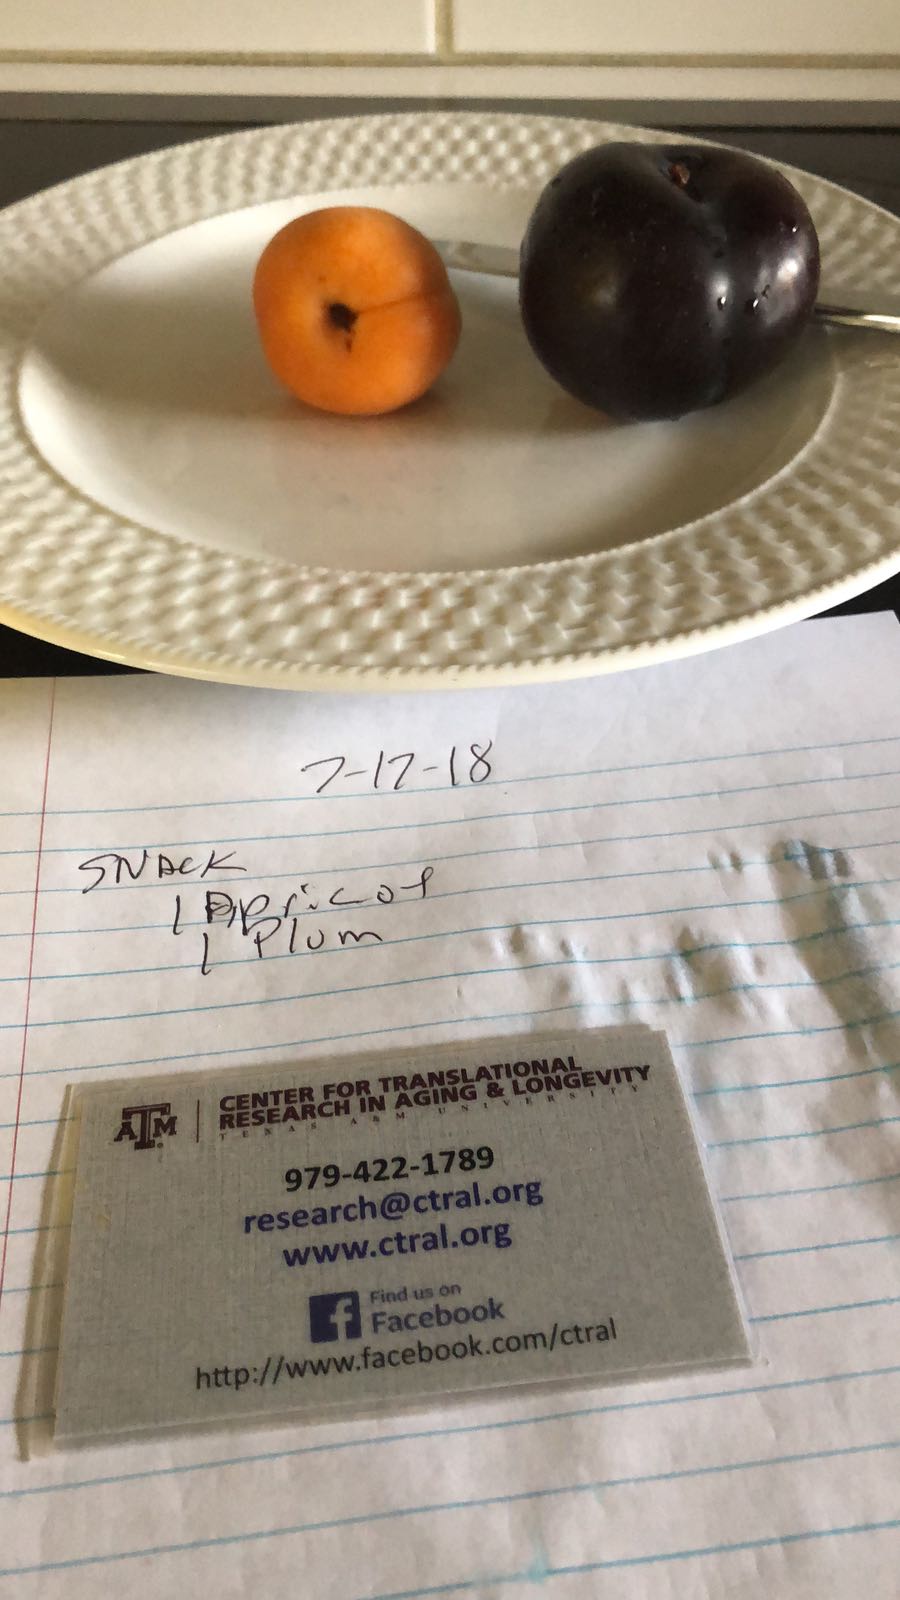 7-17-18
SNACK
1 Apricot
1 Plum
ATM
CENTER FOR TRANSLATIONAL
RESEARCH IN AGING & LONGEVITY
TEXAS A&M UNIVERSITY
979-422-1789
research@ctral.org
www.ctral.org
f
Find us on
Facebook
http://www.facebook.com/ctral